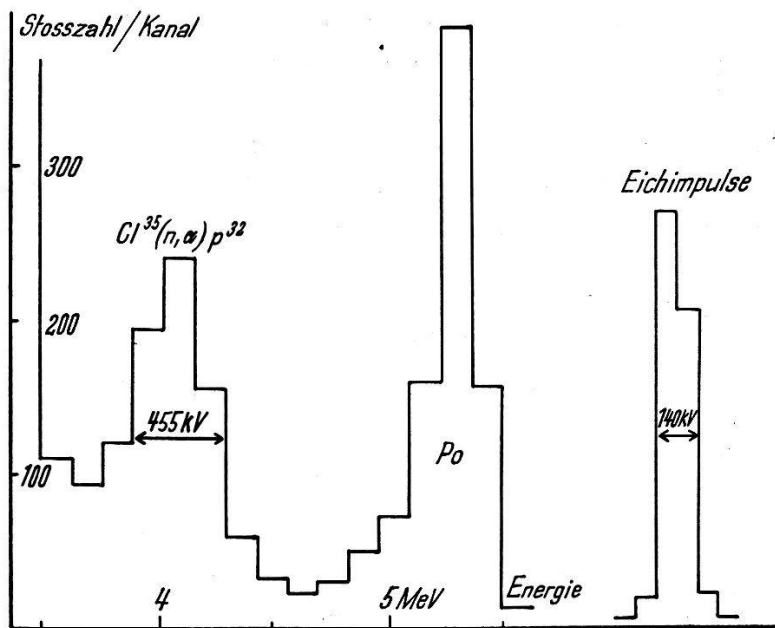 Stosszahl/Kanal
300
Eichimpulse
Cl³⁵(n,α)p³²
200
455kV
140kV
Po
100
Energie
4
5 MeV